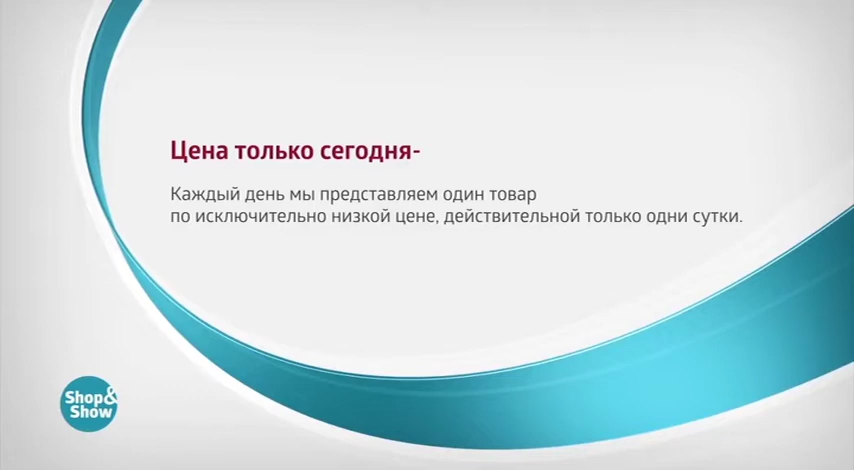 Цена только сегодня-
Каждый день мы представляем один товар
по исключительно низкой цене, действительной только одни сутки.
Shop&
Show